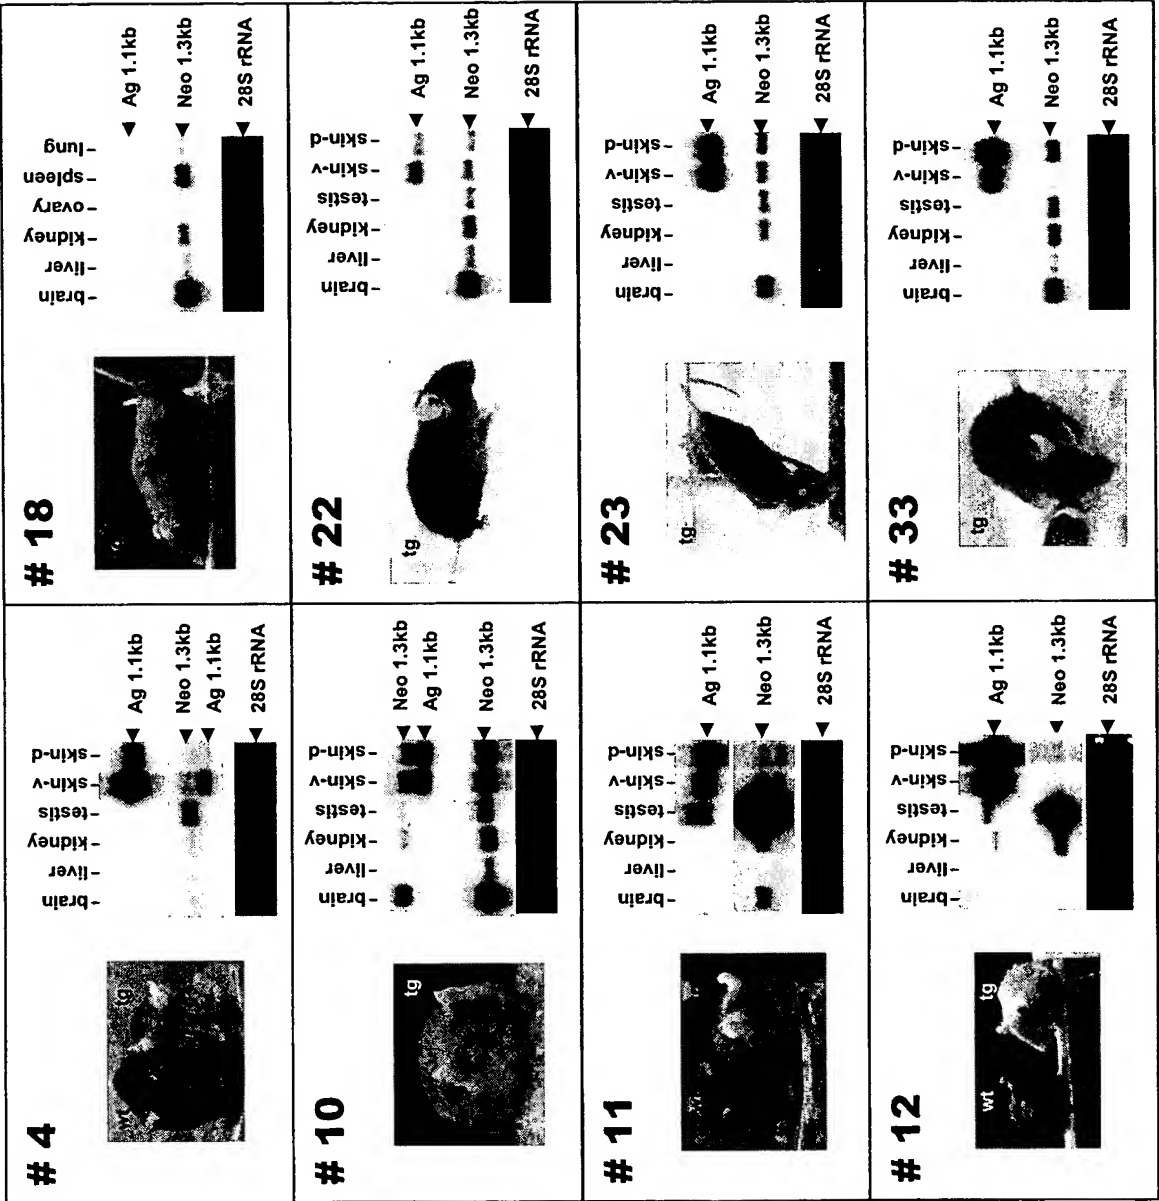 # 4
wt
tg
brain
liver
kidney
testis
skin-v
skin-d
Ag 1.1kb
Neo 1.3kb
Ag 1.1kb
28S rRNA
# 18
brain
liver
kidney
ovary
spleen
lung
Ag 1.1kb
Neo 1.3kb
28S rRNA
# 10
tg
brain
liver
kidney
testis
skin-v
skin-d
Neo 1.3kb
Ag 1.1kb
Neo 1.3kb
28S rRNA
# 22
tg
brain
liver
kidney
testis
skin-v
skin-d
Ag 1.1kb
Neo 1.3kb
28S rRNA
# 11
brain
liver
kidney
testis
skin-v
skin-d
Ag 1.1kb
Neo 1.3kb
28S rRNA
# 23
tg
brain
liver
kidney
testis
skin-v
skin-d
Ag 1.1kb
Neo 1.3kb
28S rRNA
# 12
wt
tg
brain
liver
kidney
testis
skin-v
skin-d
Ag 1.1kb
Neo 1.3kb
28S rRNA
# 33
tg
brain
liver
kidney
testis
skin-v
skin-d
Ag 1.1kb
Neo 1.3kb
28S rRNA